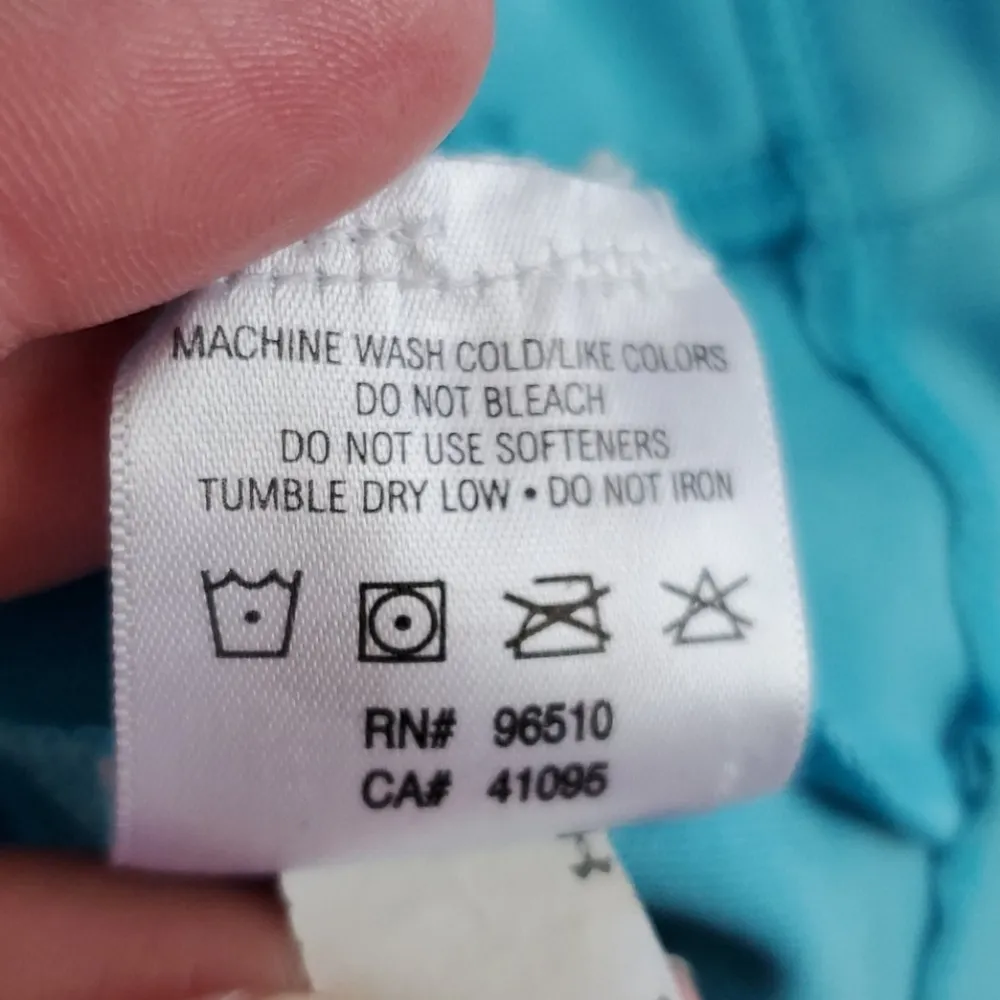 MACHINE WASH COLD/LIKE COLORS
DO NOT BLEACH
DO NOT USE SOFTENERS
TUMBLE DRY LOW • DO NOT IRON
RN# 96510
CA# 41095